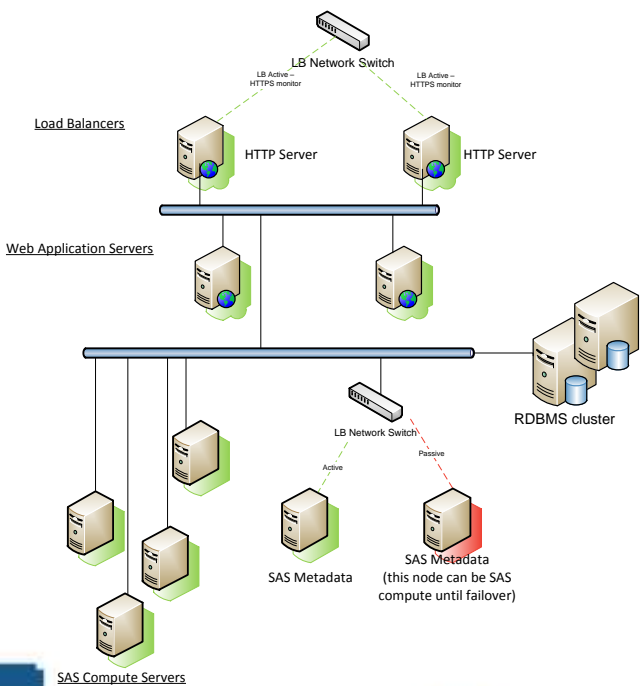 LB Network Switch
LB Active –
HTTPS monitor
LB Active –
HTTPS monitor
Load Balancers
HTTP Server
HTTP Server
Web Application Servers
RDBMS cluster
LB Network Switch
Active
Passive
SAS Metadata
SAS Metadata
(this node can be SAS
compute until failover)
SAS Compute Servers